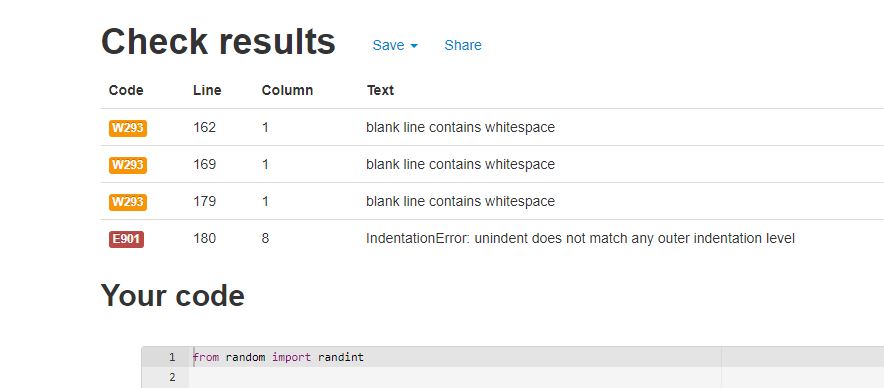 Check results Save Share
Code Line Column Text
W293 162 1 blank line contains whitespace
W293 169 1 blank line contains whitespace
W293 179 1 blank line contains whitespace
E901 180 8 IndentationError: unindent does not match any outer indentation level
Your code
1 from random import randint
2